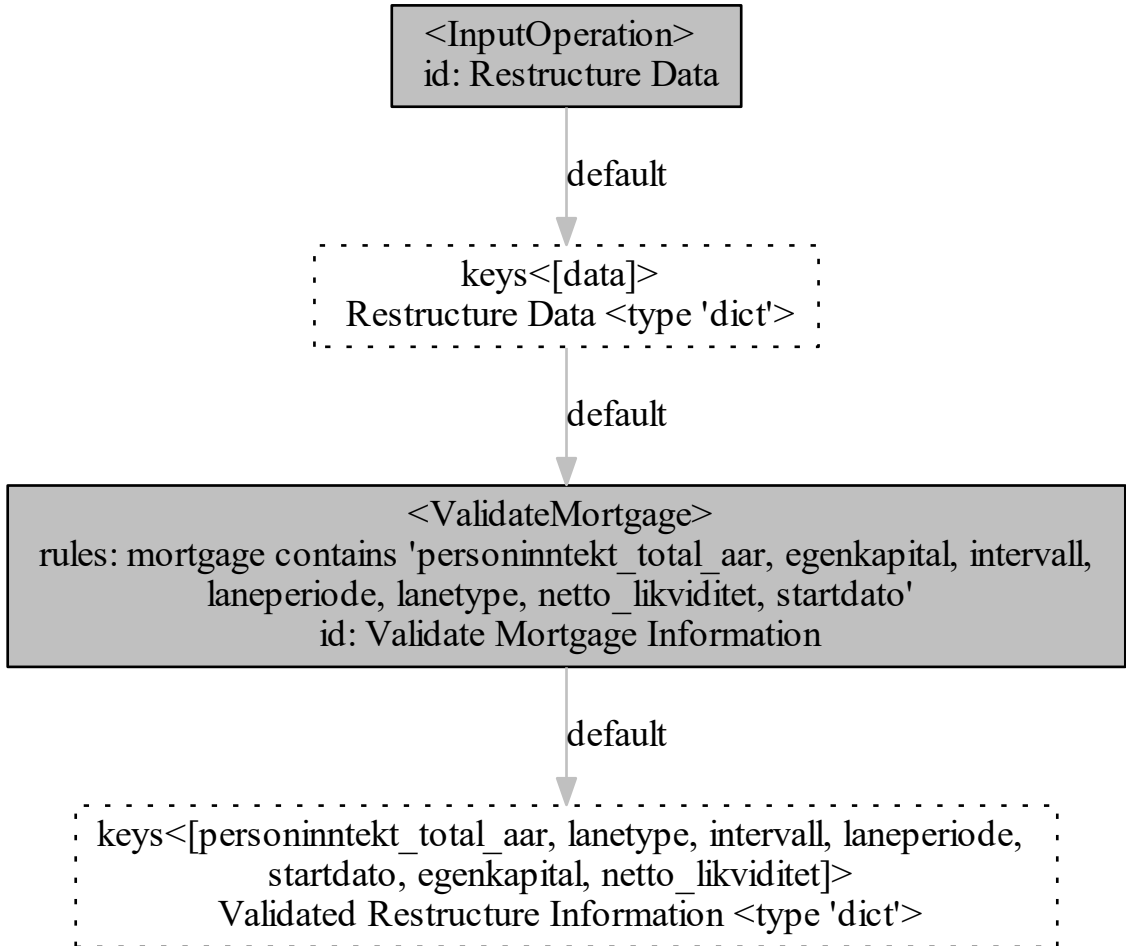 <InputOperation>
id: Restructure Data
default
keys<[data]>
Restructure Data <type 'dict'>
default
<ValidateMortgage>
rules: mortgage contains 'personinntekt_total_aar, egenkapital, intervall,
laneperiode, lanetype, netto_likviditet, startdato'
id: Validate Mortgage Information
default
keys<[personinntekt_total_aar, lanetype, intervall, laneperiode,
startdato, egenkapital, netto_likviditet]>
Validated Restructure Information <type 'dict'>